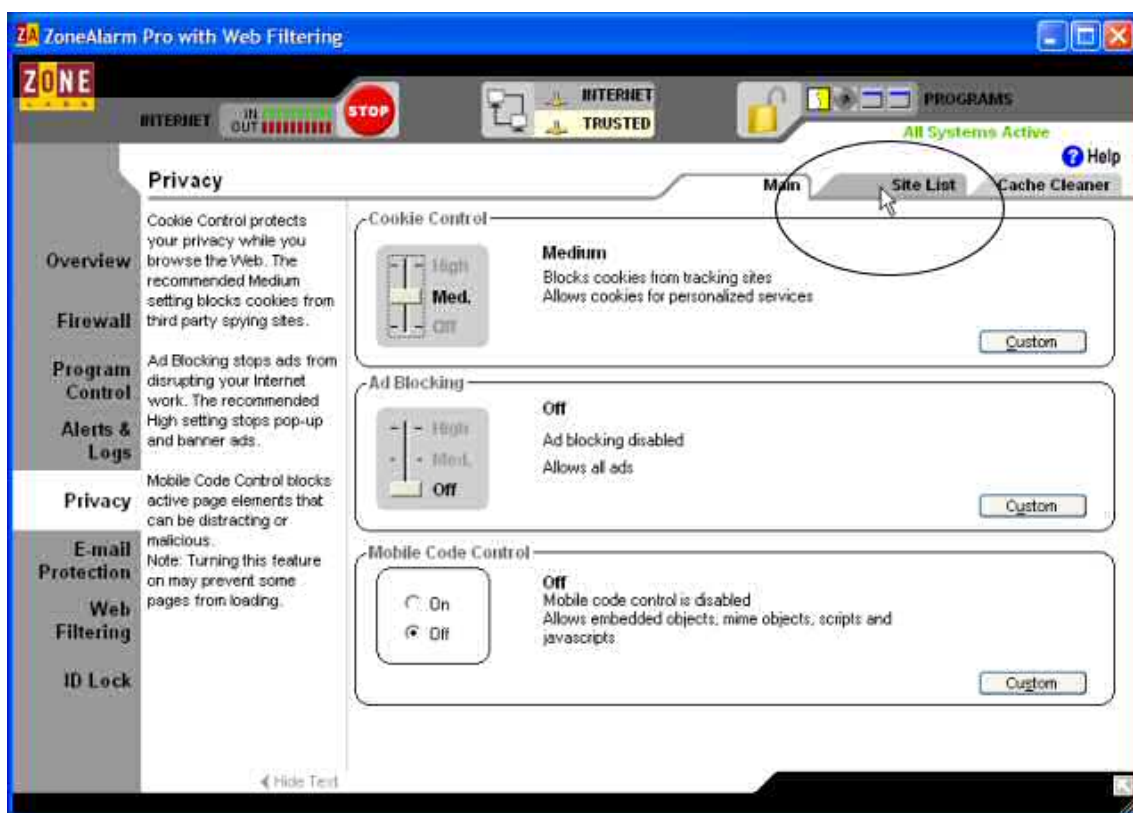 ZA ZoneAlarm Pro with Web Filtering
ZONE
LABS
INTERNET
IN
OUT
STOP
INTERNET
TRUSTED
PROGRAMS
All Systems Active
? Help
Privacy
Main
Site List
Cache Cleaner
Overview
Firewall
Program
Control
Alerts &
Logs
Privacy
E-mail
Protection
Web
Filtering
ID Lock
Cookie Control protects
your privacy while you
browse the Web. The
recommended Medium
setting blocks cookies from
third party spying sites.
Ad Blocking stops ads from
disrupting your Internet
work. The recommended
High setting stops pop-up
and banner ads.
Mobile Code Control blocks
active page elements that
can be distracting or
malicious.
Note: Turning this feature
on may prevent some
pages from loading.
Hide Text
Cookie Control
High
Med.
Off
Medium
Blocks cookies from tracking sites
Allows cookies for personalized services
Custom
Ad Blocking
High
Med.
Off
Off
Ad blocking disabled
Allows all ads
Custom
Mobile Code Control
On
Off
Off
Mobile code control is disabled
Allows embedded objects, mime objects, scripts and
javascripts
Custom